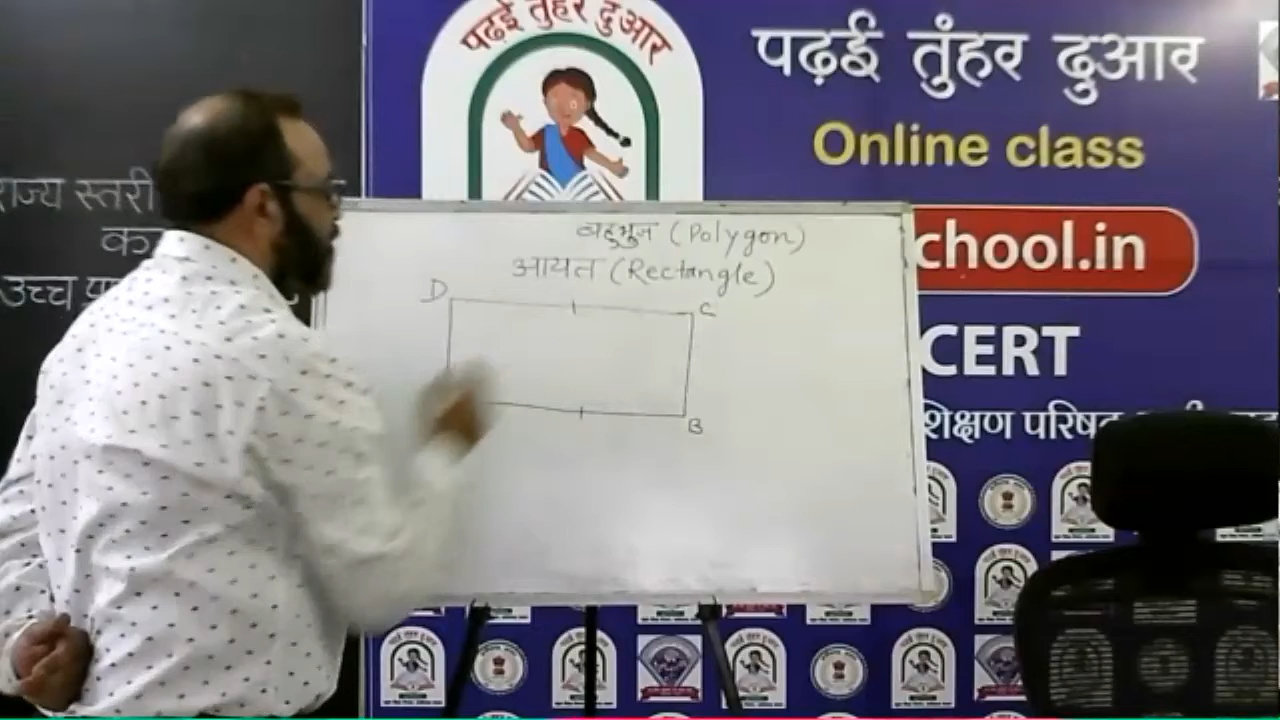 पढ़ई तुंहर दुआर
पढ़ई तुंहर दुआर
Online class
chool.in
CERT
शिक्षण परिषद
राज्य स्तरी
उच्च
बहुभुज (Polygon)
आयत (Rectangle)
D
C
B